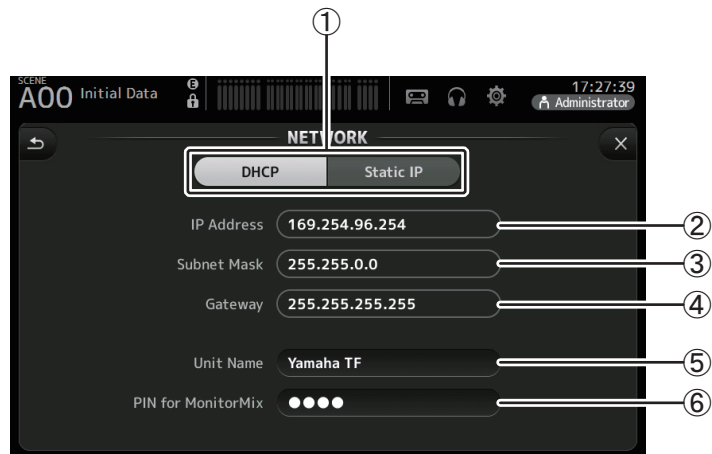 ①
SCENE
A00 Initial Data E 17:27:39
Administrator
NETWORK
DHCP Static IP
IP Address 169.254.96.254 ②
Subnet Mask 255.255.0.0 ③
Gateway 255.255.255.255 ④
Unit Name Yamaha TF ⑤
PIN for MonitorMix ●●●● ⑥